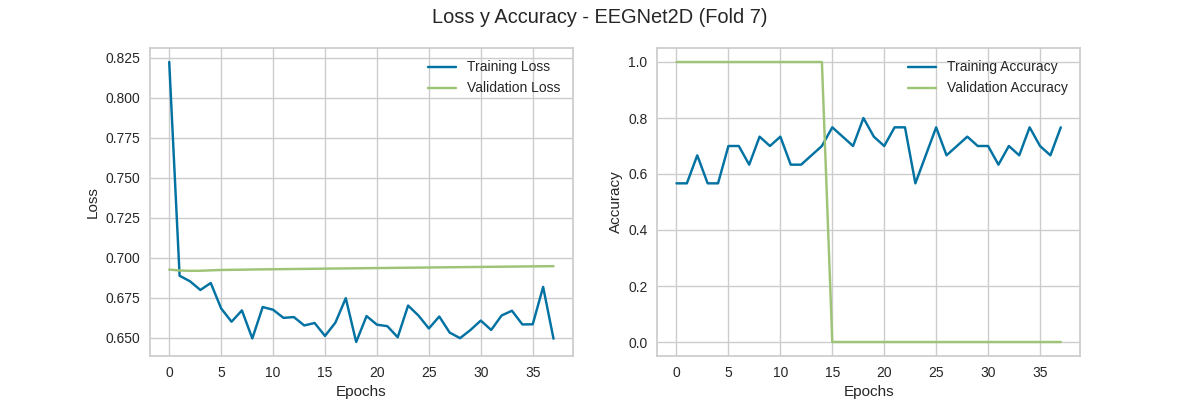 Loss y Accuracy - EEGNet2D (Fold 7)
0.825
0.800
0.775
0.750
0.725
0.700
0.675
0.650
Loss
Training Loss
Validation Loss
0 5 10 15 20 25 30 35
Epochs
1.0
0.8
0.6
0.4
0.2
0.0
Accuracy
Training Accuracy
Validation Accuracy
0 5 10 15 20 25 30 35
Epochs